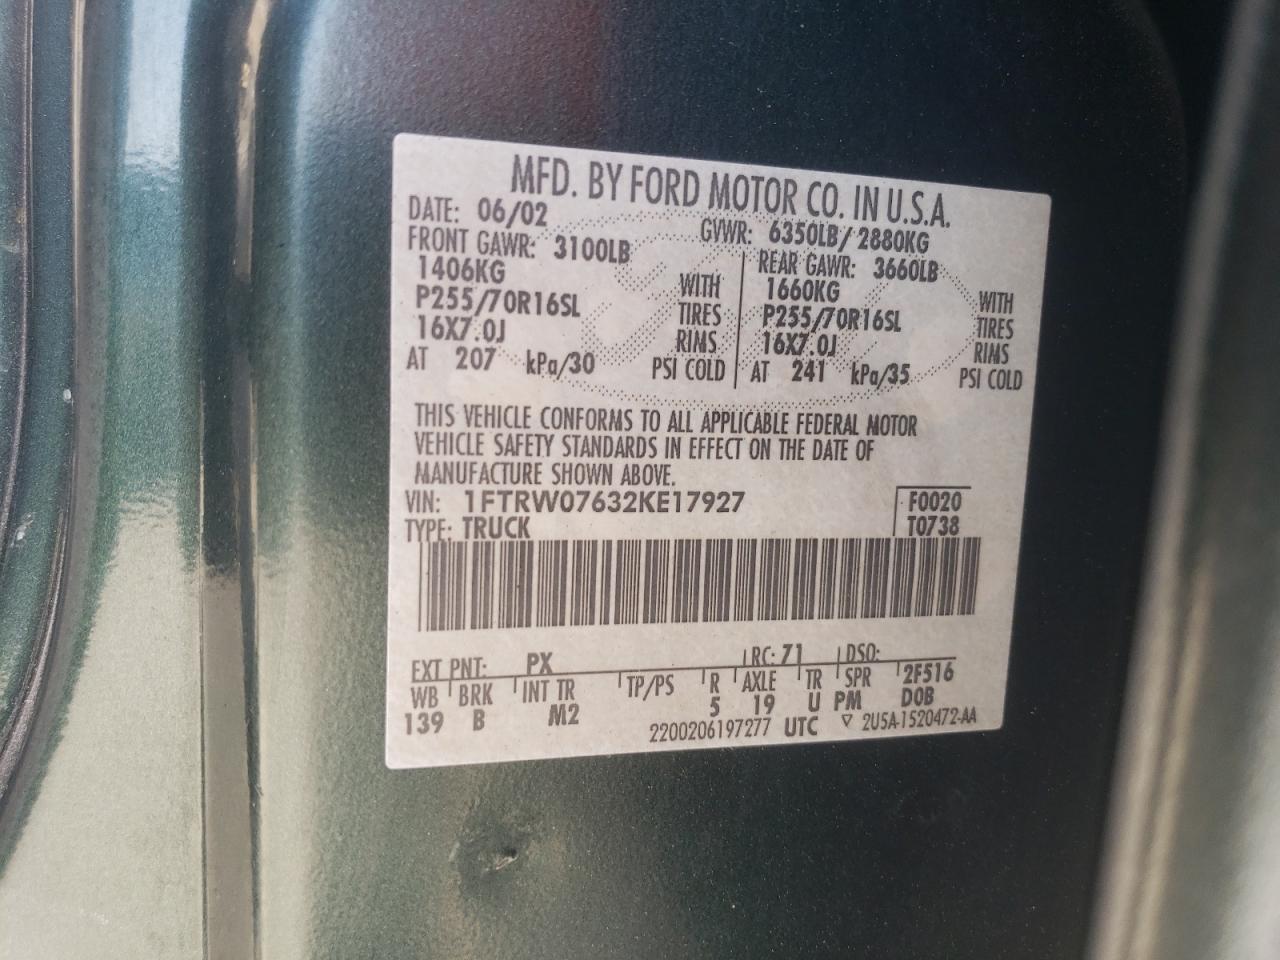 MFD. BY FORD MOTOR CO. IN U.S.A.
DATE: 06/02 GVWR: 6350LB/2880KG
FRONT GAWR: 3100LB REAR GAWR: 3660LB
1406KG WITH 1660KG WITH
P255/70R16SL TIRES P255/70R16SL TIRES
16X7.0J RIMS 16X7.0J RIMS
AT 207 kPa/30 PSI COLD AT 241 kPa/35 PSI COLD
THIS VEHICLE CONFORMS TO ALL APPLICABLE FEDERAL MOTOR
VEHICLE SAFETY STANDARDS IN EFFECT ON THE DATE OF
MANUFACTURE SHOWN ABOVE.
VIN: 1FTRW07632KE17927 F0020
TYPE: TRUCK T0738
EXT PNT: PX RC: 71 DSO:
WB BRK INT TR TP/PS R AXLE TR SPR 2F516
139 B M2 5 19 U PM DOB
2200206197277 UTC ▽ 2U5A-1520472-AA